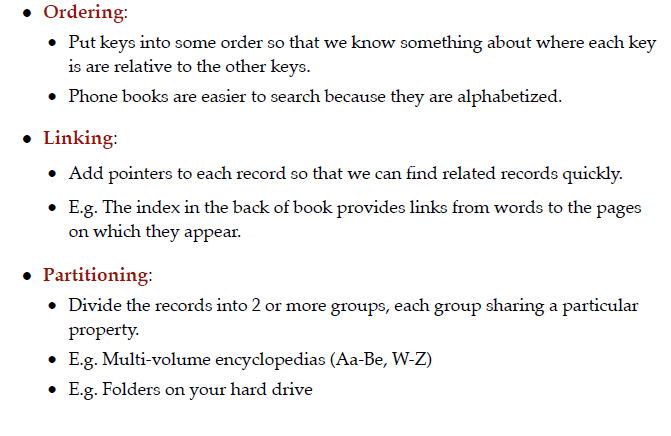 • Ordering:
• Put keys into some order so that we know something about where each key
is are relative to the other keys.
• Phone books are easier to search because they are alphabetized.
• Linking:
• Add pointers to each record so that we can find related records quickly.
• E.g. The index in the back of book provides links from words to the pages
on which they appear.
• Partitioning:
• Divide the records into 2 or more groups, each group sharing a particular
property.
• E.g. Multi-volume encyclopedias (Aa-Be, W-Z)
• E.g. Folders on your hard drive